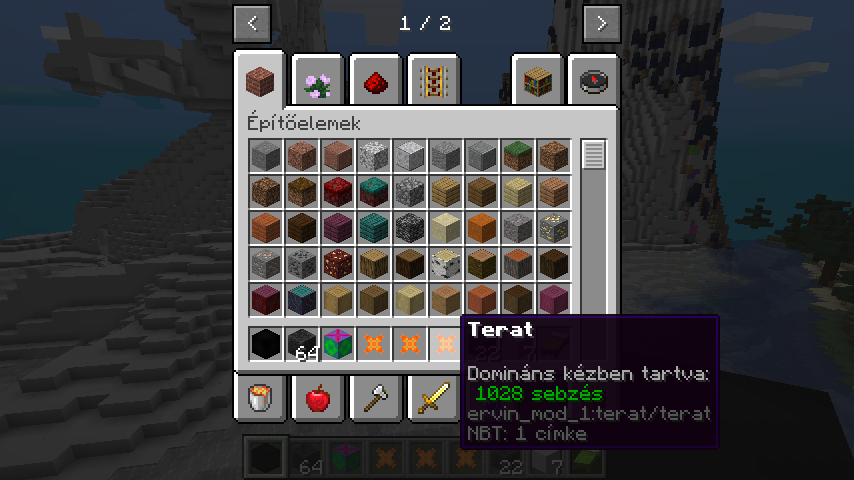 1 / 2
Építőelemek
64
Terat
Domináns kézben tartva:
1028 sebzés
ervin_mod_1:terat/terat
NBT: 1 címke
64
22
7